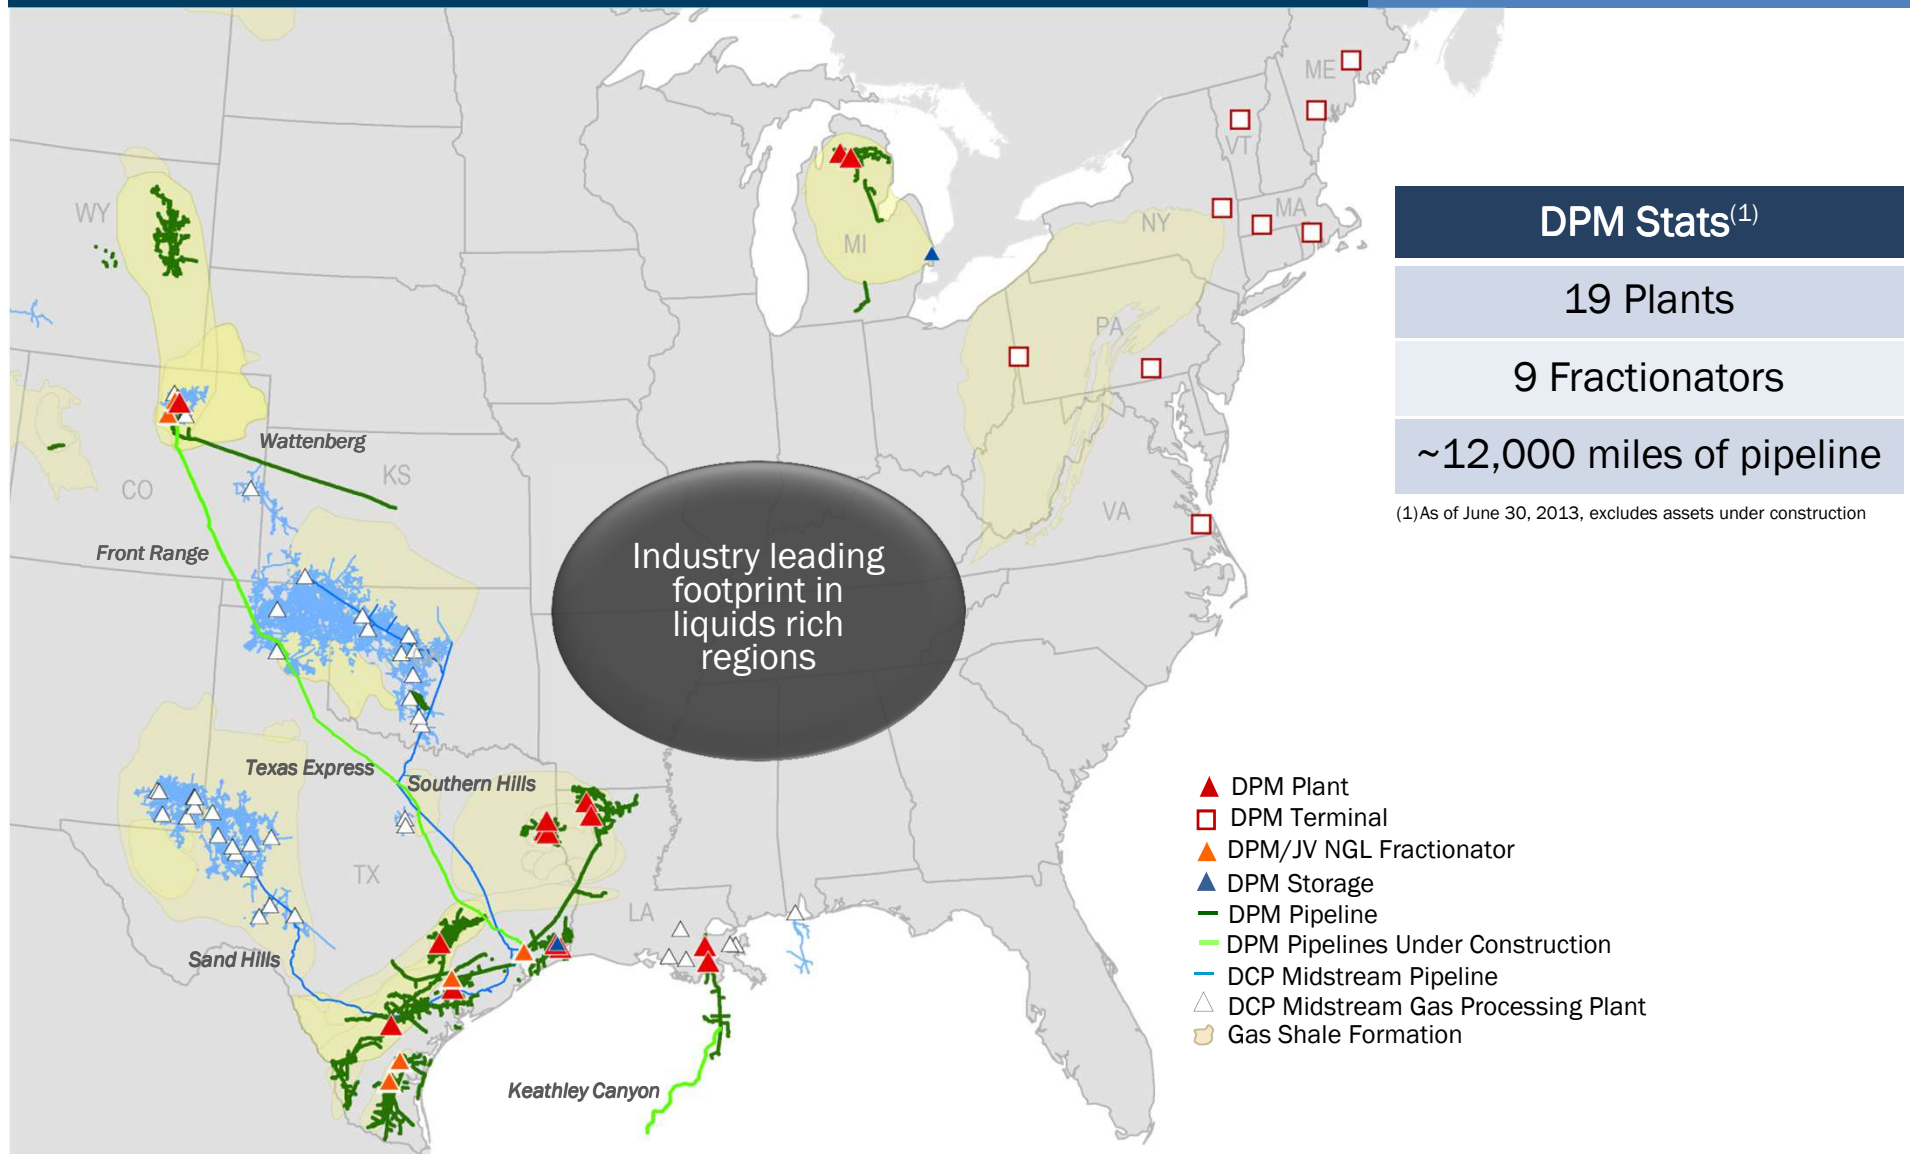 ME
VT
WY
NY
MA
MI
PA
Wattenberg
CO
KS
VA
Front Range
Industry leading
footprint in
liquids rich
regions
Texas Express
Southern Hills
TX
LA
Sand Hills
Keathley Canyon
DPM Stats(1)
19 Plants
9 Fractionators
~12,000 miles of pipeline
(1)As of June 30, 2013, excludes assets under construction
DPM Plant
DPM Terminal
DPM/JV NGL Fractionator
DPM Storage
DPM Pipeline
DPM Pipelines Under Construction
DCP Midstream Pipeline
DCP Midstream Gas Processing Plant
Gas Shale Formation